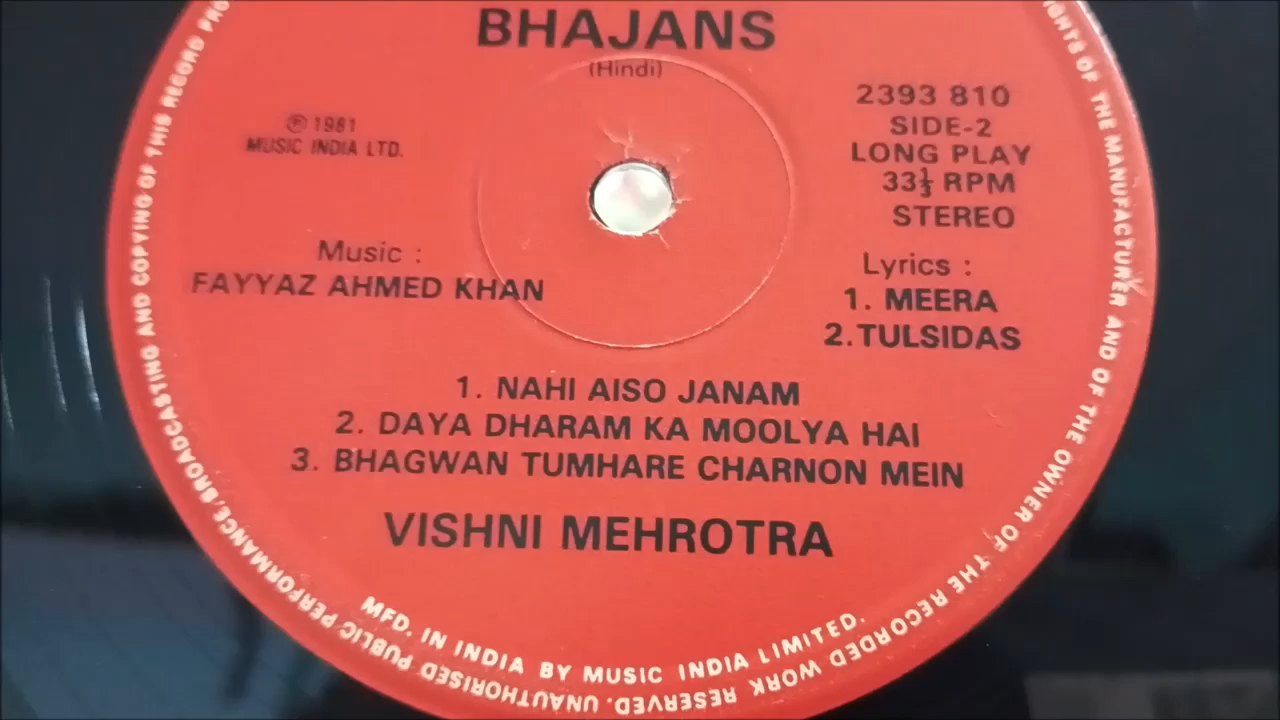 BHAJANS
(Hindi)
℗ 1981
MUSIC INDIA LTD.
2393 810
SIDE-2
LONG PLAY
33⅓ RPM
STEREO
Music :
FAYYAZ AHMED KHAN
Lyrics :
1. MEERA
2. TULSIDAS
1. NAHI AISO JANAM
2. DAYA DHARAM KA MOOLYA HAI
3. BHAGWAN TUMHARE CHARNON MEIN
VISHNI MEHROTRA
MFD. IN INDIA BY MUSIC INDIA LIMITED.
OF THE MANUFACTURER AND OF THE OWNER OF THE RECORDED WORK RESERVED. UNAUTHORISED PUBLIC PERFORMANCE, BROADCASTING AND COPYING OF THIS RECORD